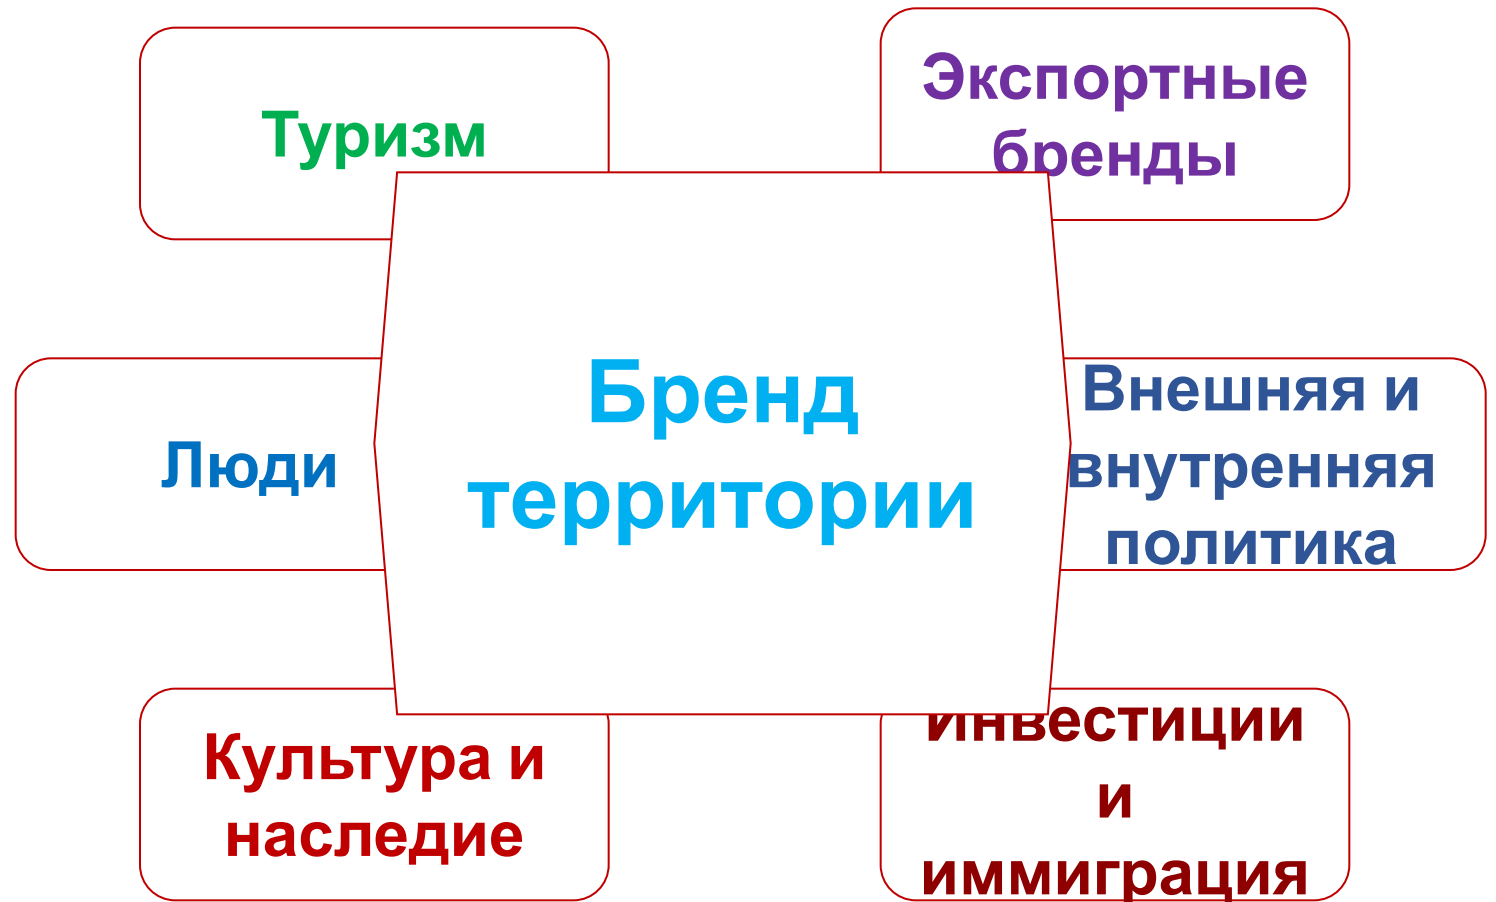 Туризм
Экспортные
бренды
Бренд
территории
Люди
Внешняя и
внутренняя
политика
Культура и
наследие
Инвестиции
и
иммиграция